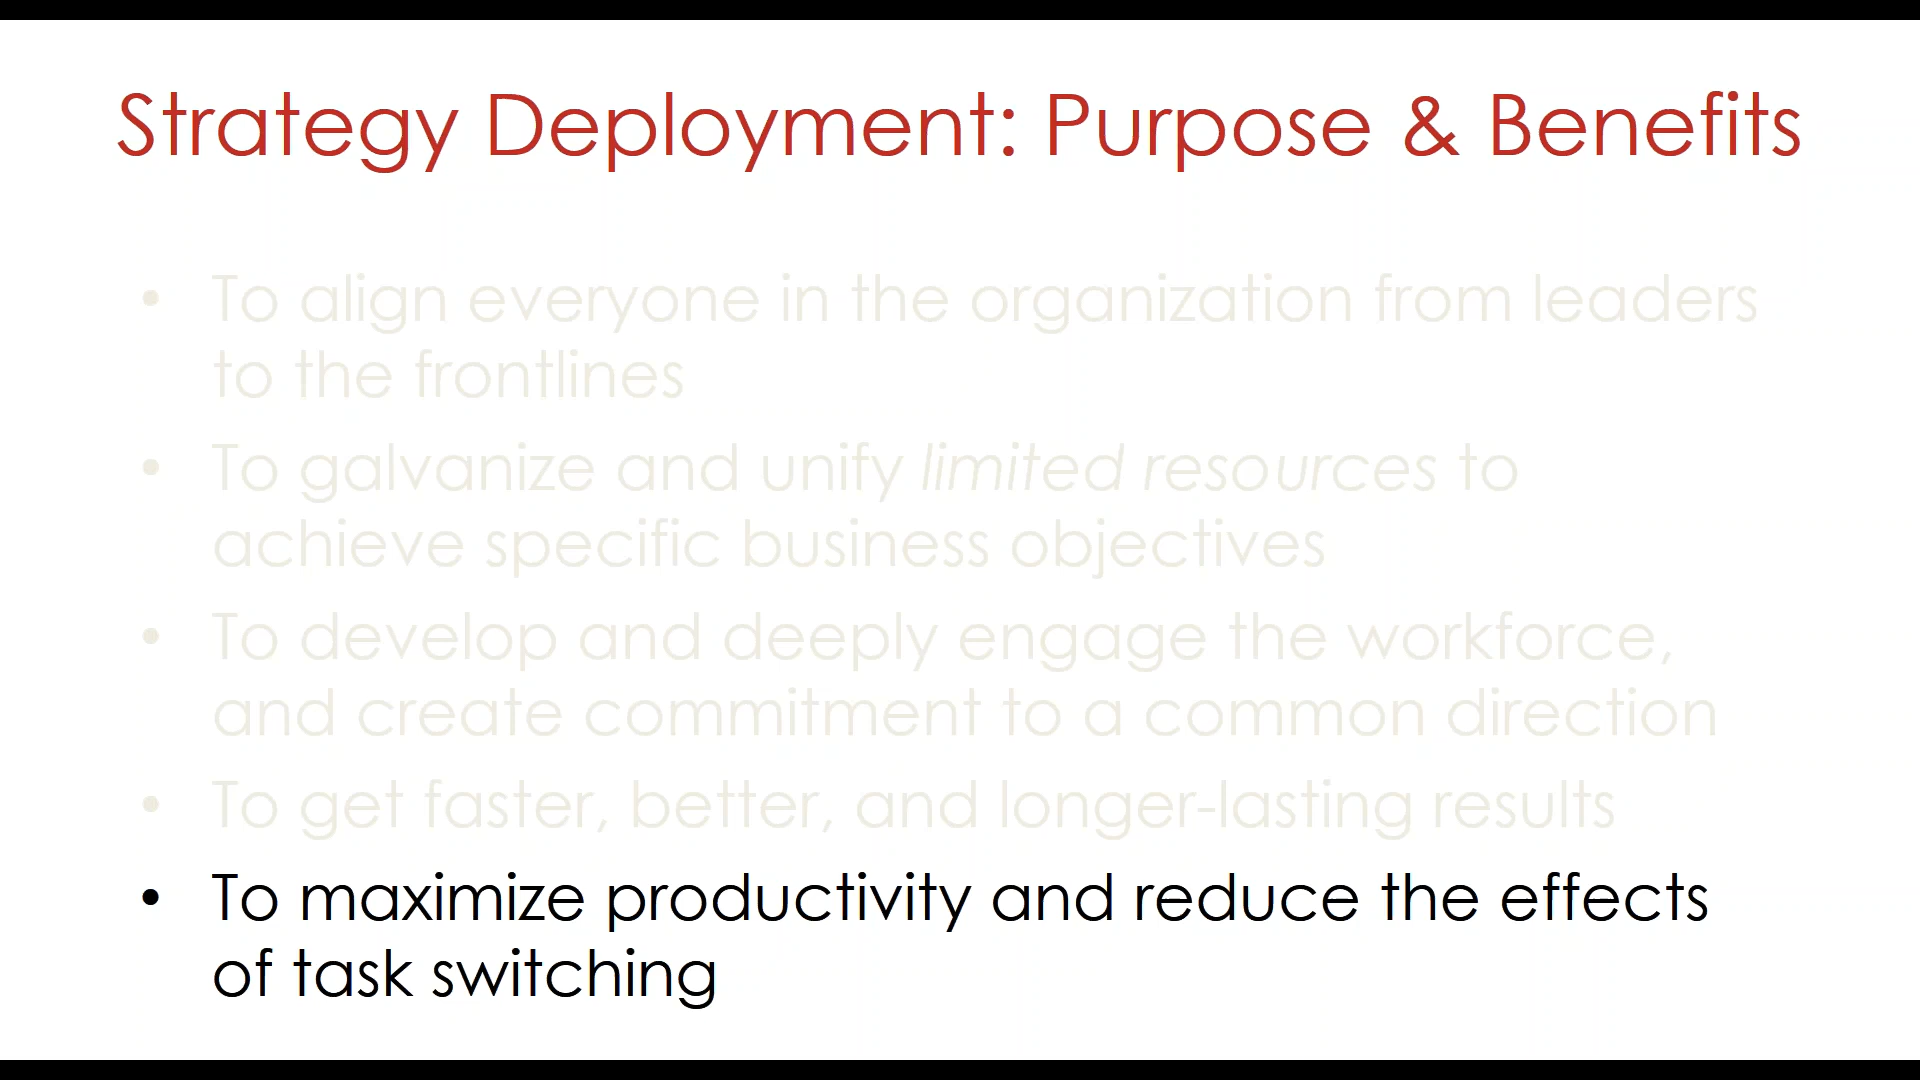 Strategy Deployment: Purpose & Benefits
• To align everyone in the organization from leaders
to the frontlines
• To galvanize and unify limited resources to
achieve specific business objectives
• To develop and deeply engage the workforce,
and create commitment to a common direction
• To get faster, better, and longer-lasting results
• To maximize productivity and reduce the effects
of task switching